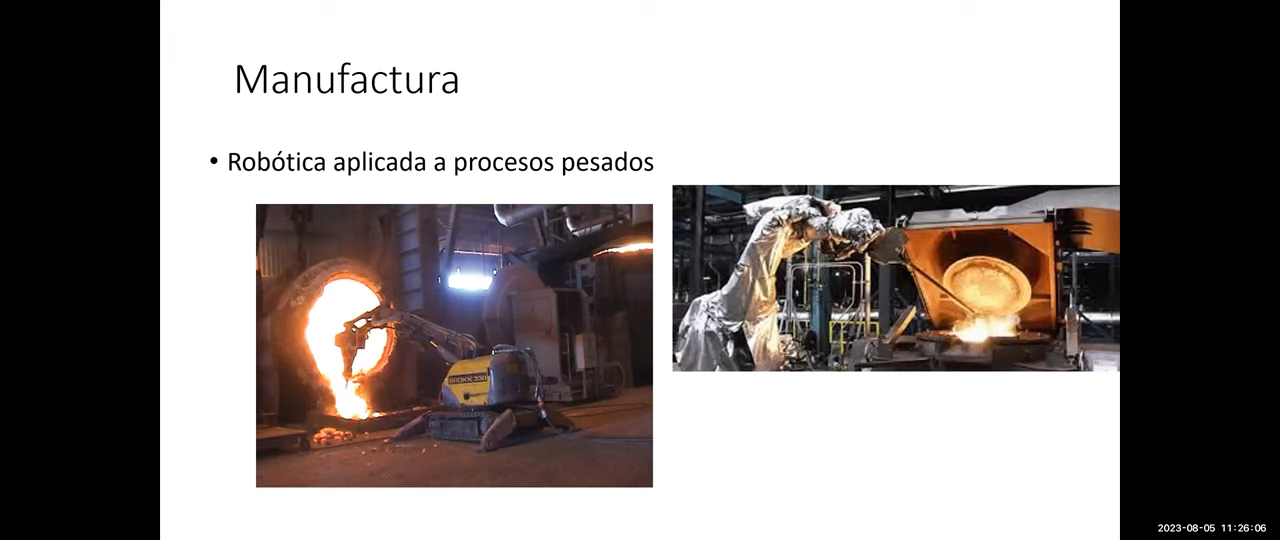 Manufactura
• Robótica aplicada a procesos pesados
BROKK 330
2023-08-05 11:26:06